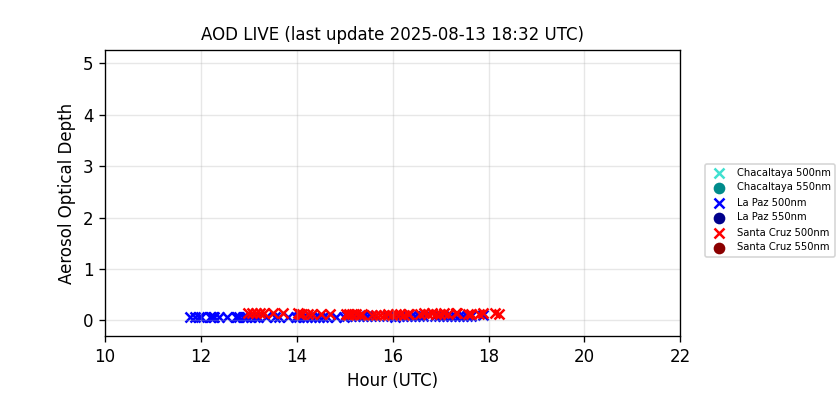 AOD LIVE (last update 2025-08-13 18:32 UTC)
Aerosol Optical Depth
5
4
3
2
1
0
10 12 14 16 18 20 22
Hour (UTC)
Chacaltaya 500nm
Chacaltaya 550nm
La Paz 500nm
La Paz 550nm
Santa Cruz 500nm
Santa Cruz 550nm